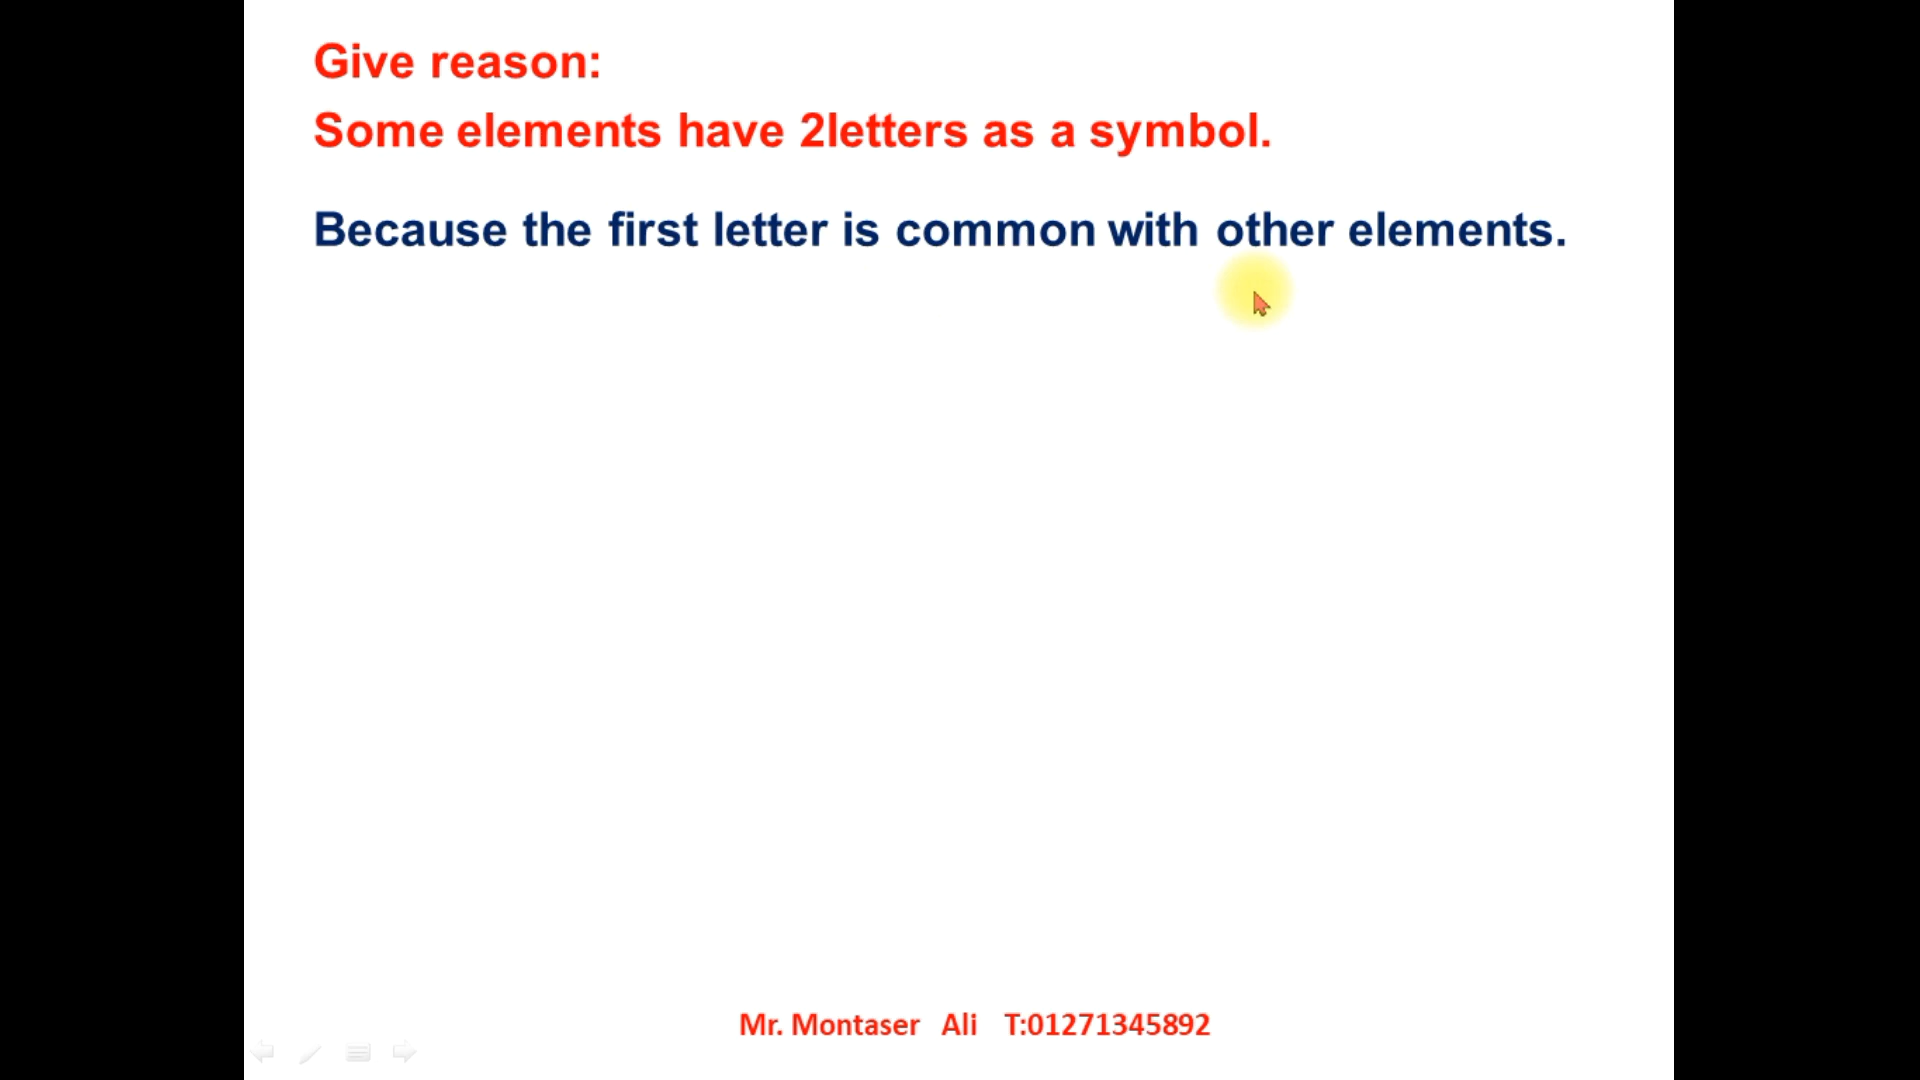 Give reason:
Some elements have 2letters as a symbol.
Because the first letter is common with other elements.
Mr. Montaser Ali T:01271345892